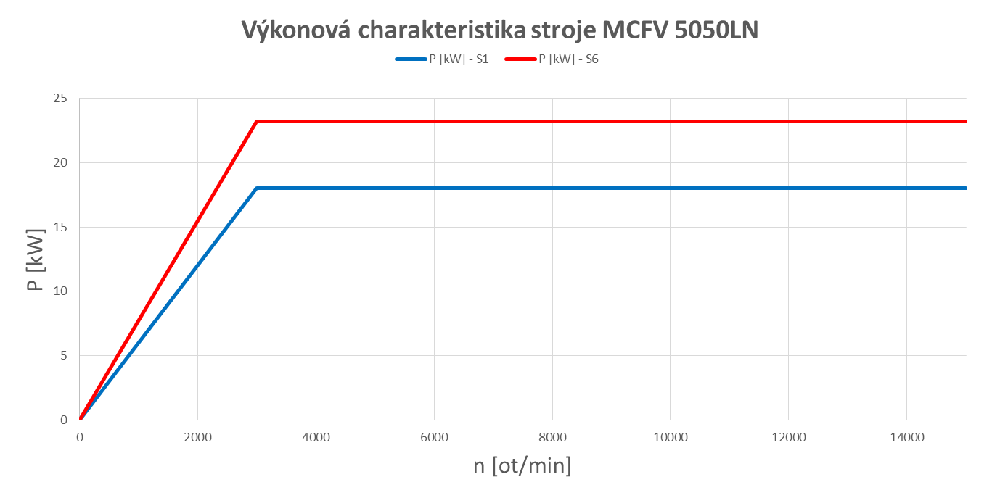 Výkonová charakteristika stroje MCFV 5050LN
P [kW] - S1 P [kW] - S6
25
20
15
10
5
0
P [kW]
0 2000 4000 6000 8000 10000 12000 14000
n [ot/min]